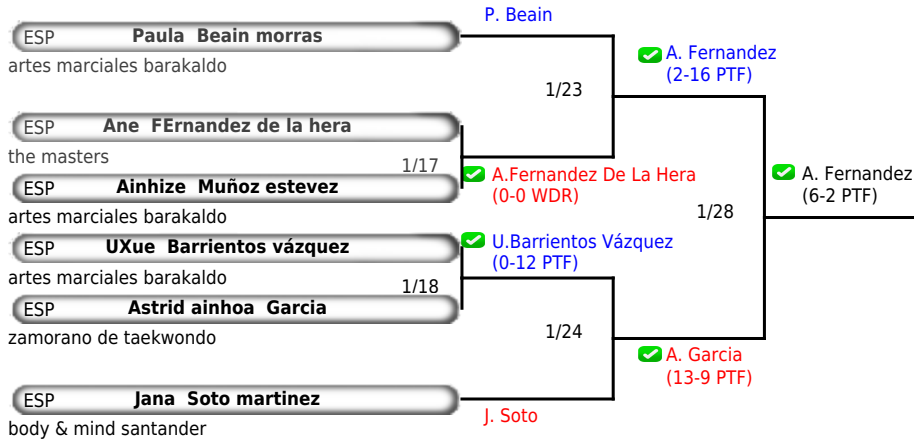 P. Beain
ESP Paula Beain morras
artes marciales barakaldo
A. Fernandez
(2-16 PTF)
1/23
ESP Ane FErnandez de la hera
the masters
1/17
A.Fernandez De La Hera
(0-0 WDR)
ESP Ainhize Muñoz estevez
artes marciales barakaldo
A. Fernandez
(6-2 PTF)
1/28
ESP UXue Barrientos vázquez
artes marciales barakaldo
U.Barrientos Vázquez
(0-12 PTF)
1/18
ESP Astrid ainhoa Garcia
zamorano de taekwondo
1/24
A. Garcia
(13-9 PTF)
ESP Jana Soto martinez
body & mind santander
J. Soto